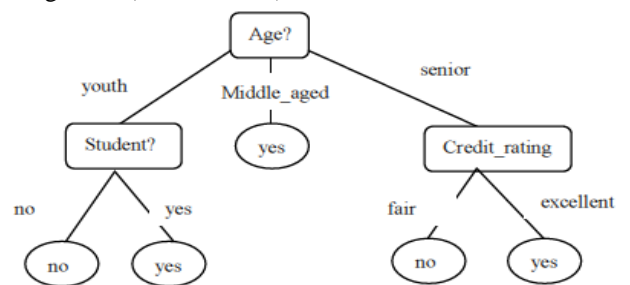 Age?
youth
Middle_aged
senior
Student?
yes
Credit_rating
no
yes
fair
excellent
no
yes
no
yes